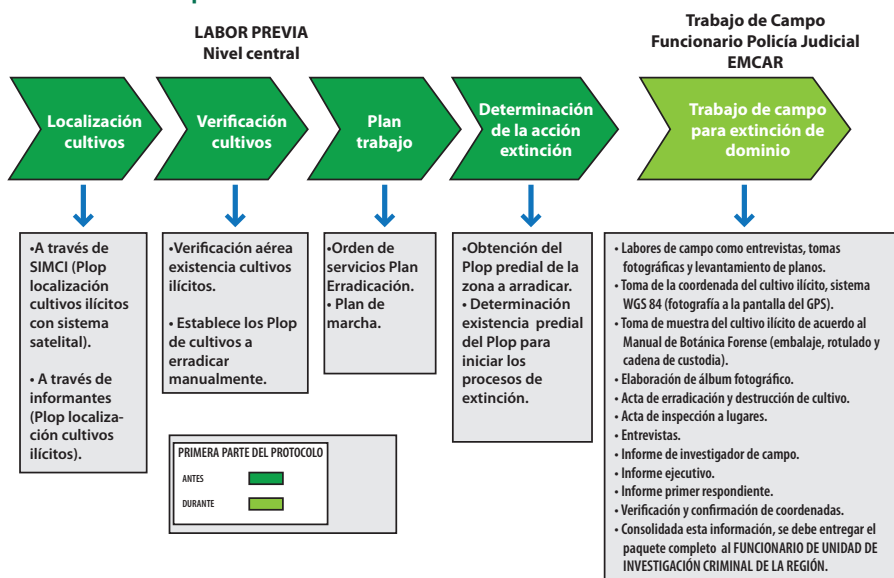 LABOR PREVIA
Nivel central
Trabajo de Campo
Funcionario Policía Judicial
EMCAR
Localización
cultivos
Verificación
cultivos
Plan
trabajo
Determinación
de la acción
extinción
Trabajo de campo
para extinción de
dominio
•A través de
SIMCI (Plop
localización
cultivos ilícitos
con sistema
satelital).
• A través de
informantes
(Plop localiza-
ción cultivos
ilícitos).
•Verificación aérea
existencia cultivos
ilícitos.
• Establece los Plop
de cultivos a
erradicar
manualmente.
•Orden de
servicios Plan
Erradicación.
• Plan de
marcha.
•Obtención del
Plop predial de la
zona a arradicar.
• Determinación
existencia predial
del Plop para
iniciar los
procesos de
extinción.
• Labores de campo como entrevistas, tomas
fotográficas y levantamiento de planos.
• Toma de la coordenada del cultivo ilícito, sistema
WGS 84 (fotografía a la pantalla del GPS).
• Toma de muestra del cultivo ilícito de acuerdo al
Manual de Botánica Forense (embalaje, rotulado y
cadena de custodia).
• Elaboración de álbum fotográfico.
• Acta de erradicación y destrucción de cultivo.
• Acta de inspección a lugares.
• Entrevistas.
• Informe de investigador de campo.
• Informe ejecutivo.
• Informe primer respondiente.
• Verificación y confirmación de coordenadas.
• Consolidada esta información, se debe entregar el
paquete completo al FUNCIONARIO DE UNIDAD DE
INVESTIGACIÓN CRIMINAL DE LA REGIÓN.
PRIMERA PARTE DEL PROTOCOLO
ANTES
DURANTE